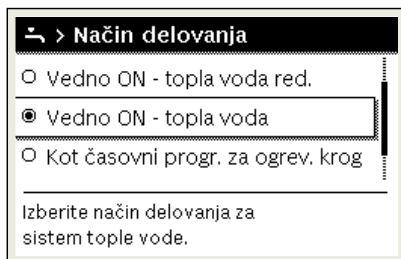 > Način delovanja
Vedno ON - topla voda red.
Vedno ON - topla voda
Kot časovni progr. za ogrev. krog
Izberite način delovanja za
sistem tople vode.